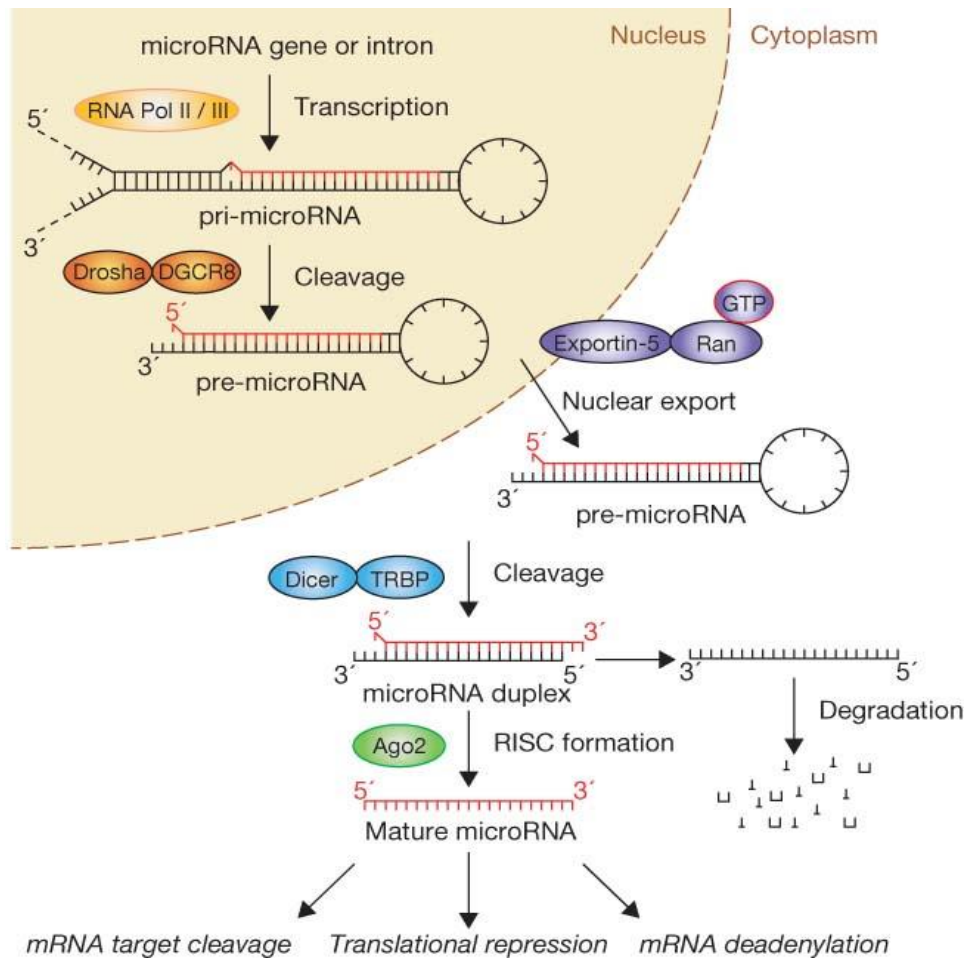 microRNA gene or intron
Nucleus
Cytoplasm
RNA Pol II / III
Transcription
5´
3´
pri-microRNA
Drosha
DGCR8
Cleavage
5´
3´
pre-microRNA
GTP
Exportin-5
Ran
Nuclear export
5´
3´
pre-microRNA
Dicer
TRBP
Cleavage
5´
3´
3´
5´
microRNA duplex
3´
5´
Degradation
Ago2
RISC formation
5´
3´
Mature microRNA
mRNA target cleavage
Translational repression
mRNA deadenylation